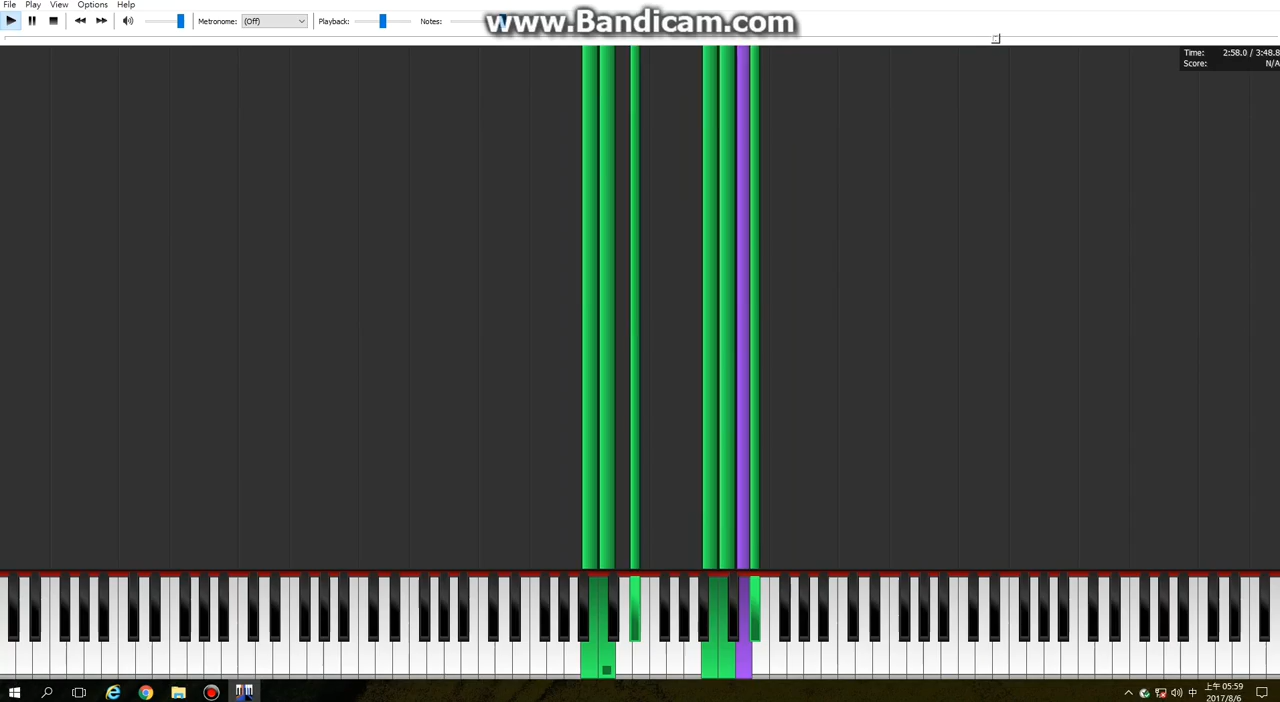 File Play View Options Help
www.Bandicam.com
Metronome: (Off) Playback: Notes:
Time: 2:58.0 / 3:48.8
Score: N/A
中
上午 05:59
2017/8/6